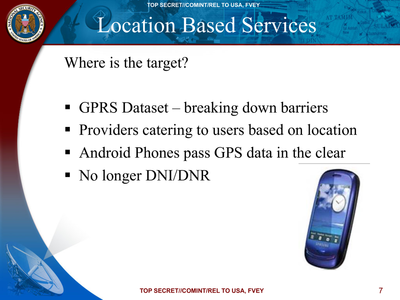 TOP SECRET//COMINT/REL TO USA, FVEY
Location Based Services
Where is the target?
▪ GPRS Dataset – breaking down barriers
▪ Providers catering to users based on location
▪ Android Phones pass GPS data in the clear
▪ No longer DNI/DNR
TOP SECRET//COMINT/REL TO USA, FVEY
7